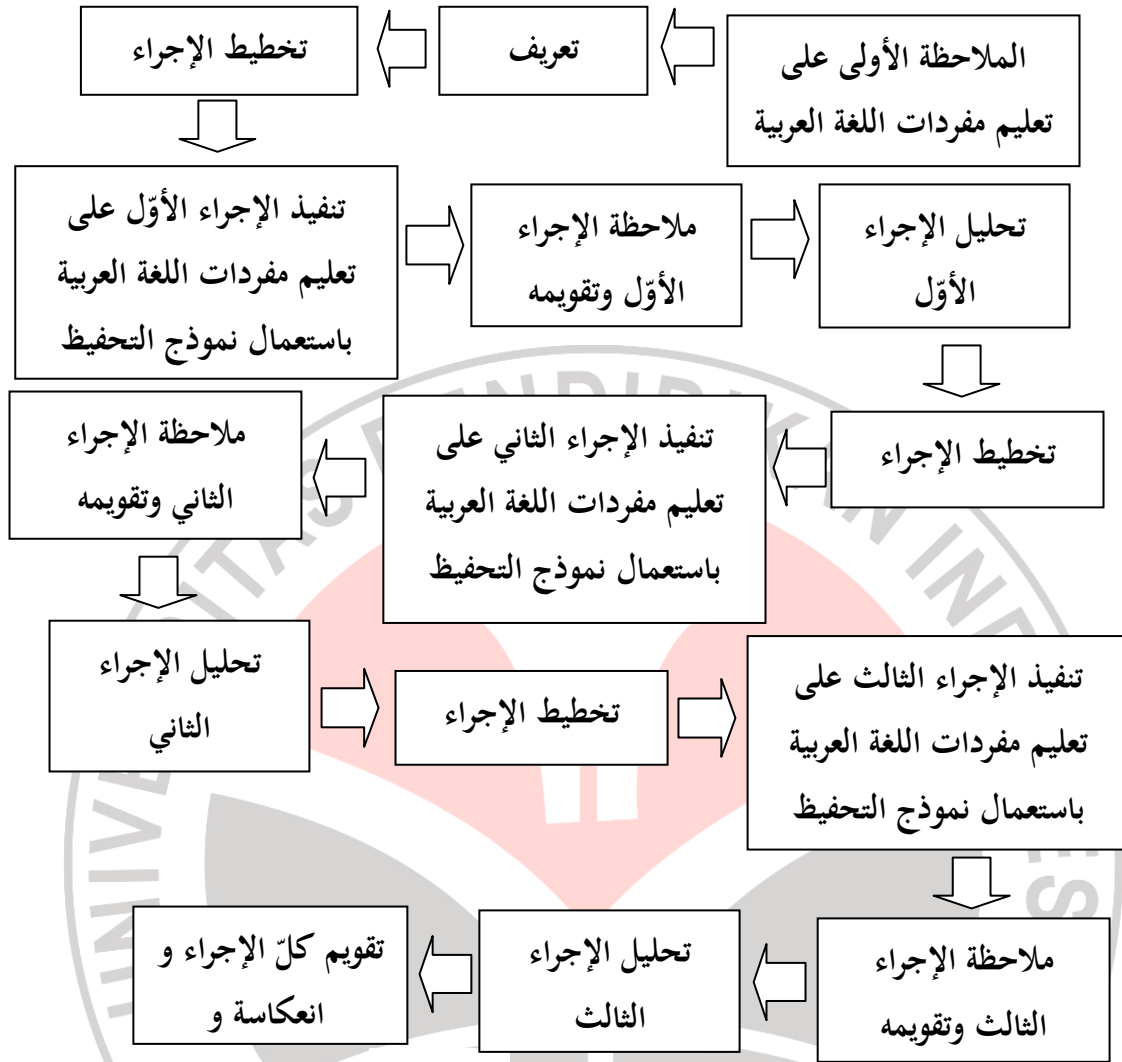 الملاحظة الأولى على
تعليم مفردات اللغة العربية
تعريف
تخطيط الإجراء
تنفيذ الإجراء الأوّل على
تعليم مفردات اللغة العربية
باستعمال نموذج التحفيظ
ملاحظة الإجراء
الأوّل وتقويمه
تحليل الإجراء
الأوّل
تخطيط الإجراء
تنفيذ الإجراء الثاني على
تعليم مفردات اللغة العربية
باستعمال نموذج التحفيظ
ملاحظة الإجراء
الثاني وتقويمه
تحليل الإجراء
الثاني
تخطيط الإجراء
تنفيذ الإجراء الثالث على
تعليم مفردات اللغة العربية
باستعمال نموذج التحفيظ
ملاحظة الإجراء
الثالث وتقويمه
تحليل الإجراء
الثالث
تقويم كلّ الإجراء و
انعكاسة و